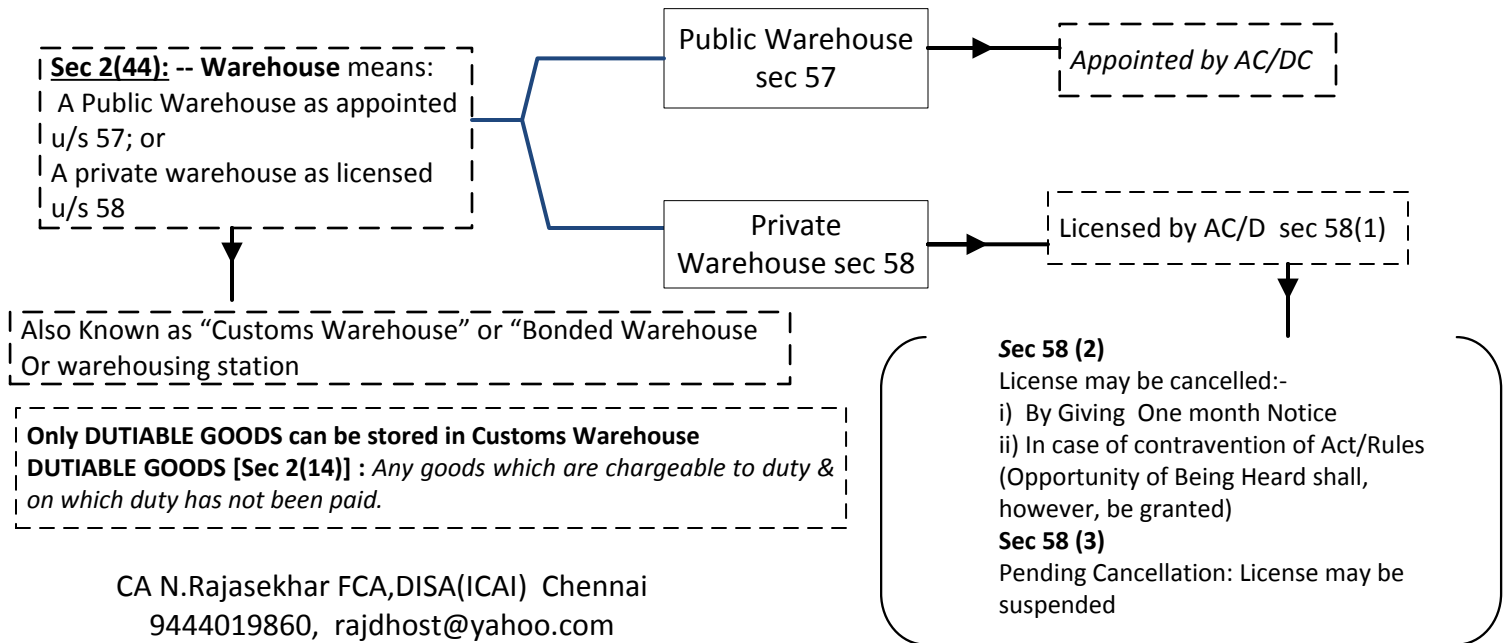 Sec 2(44): -- Warehouse means:
A Public Warehouse as appointed
u/s 57; or
A private warehouse as licensed
u/s 58
Public Warehouse
sec 57
Appointed by AC/DC
Private
Warehouse sec 58
Licensed by AC/D  sec 58(1)
Also Known as “Customs Warehouse” or “Bonded Warehouse
Or warehousing station
Only DUTIABLE GOODS can be stored in Customs Warehouse
DUTIABLE GOODS [Sec 2(14)] : Any goods which are chargeable to duty &
on which duty has not been paid.
Sec 58 (2)
License may be cancelled:-
i)  By Giving  One month Notice
ii) In case of contravention of Act/Rules
(Opportunity of Being Heard shall,
however, be granted)
Sec 58 (3)
Pending Cancellation: License may be
suspended
CA N.Rajasekhar FCA,DISA(ICAI)  Chennai
9444019860,  rajdhost@yahoo.com